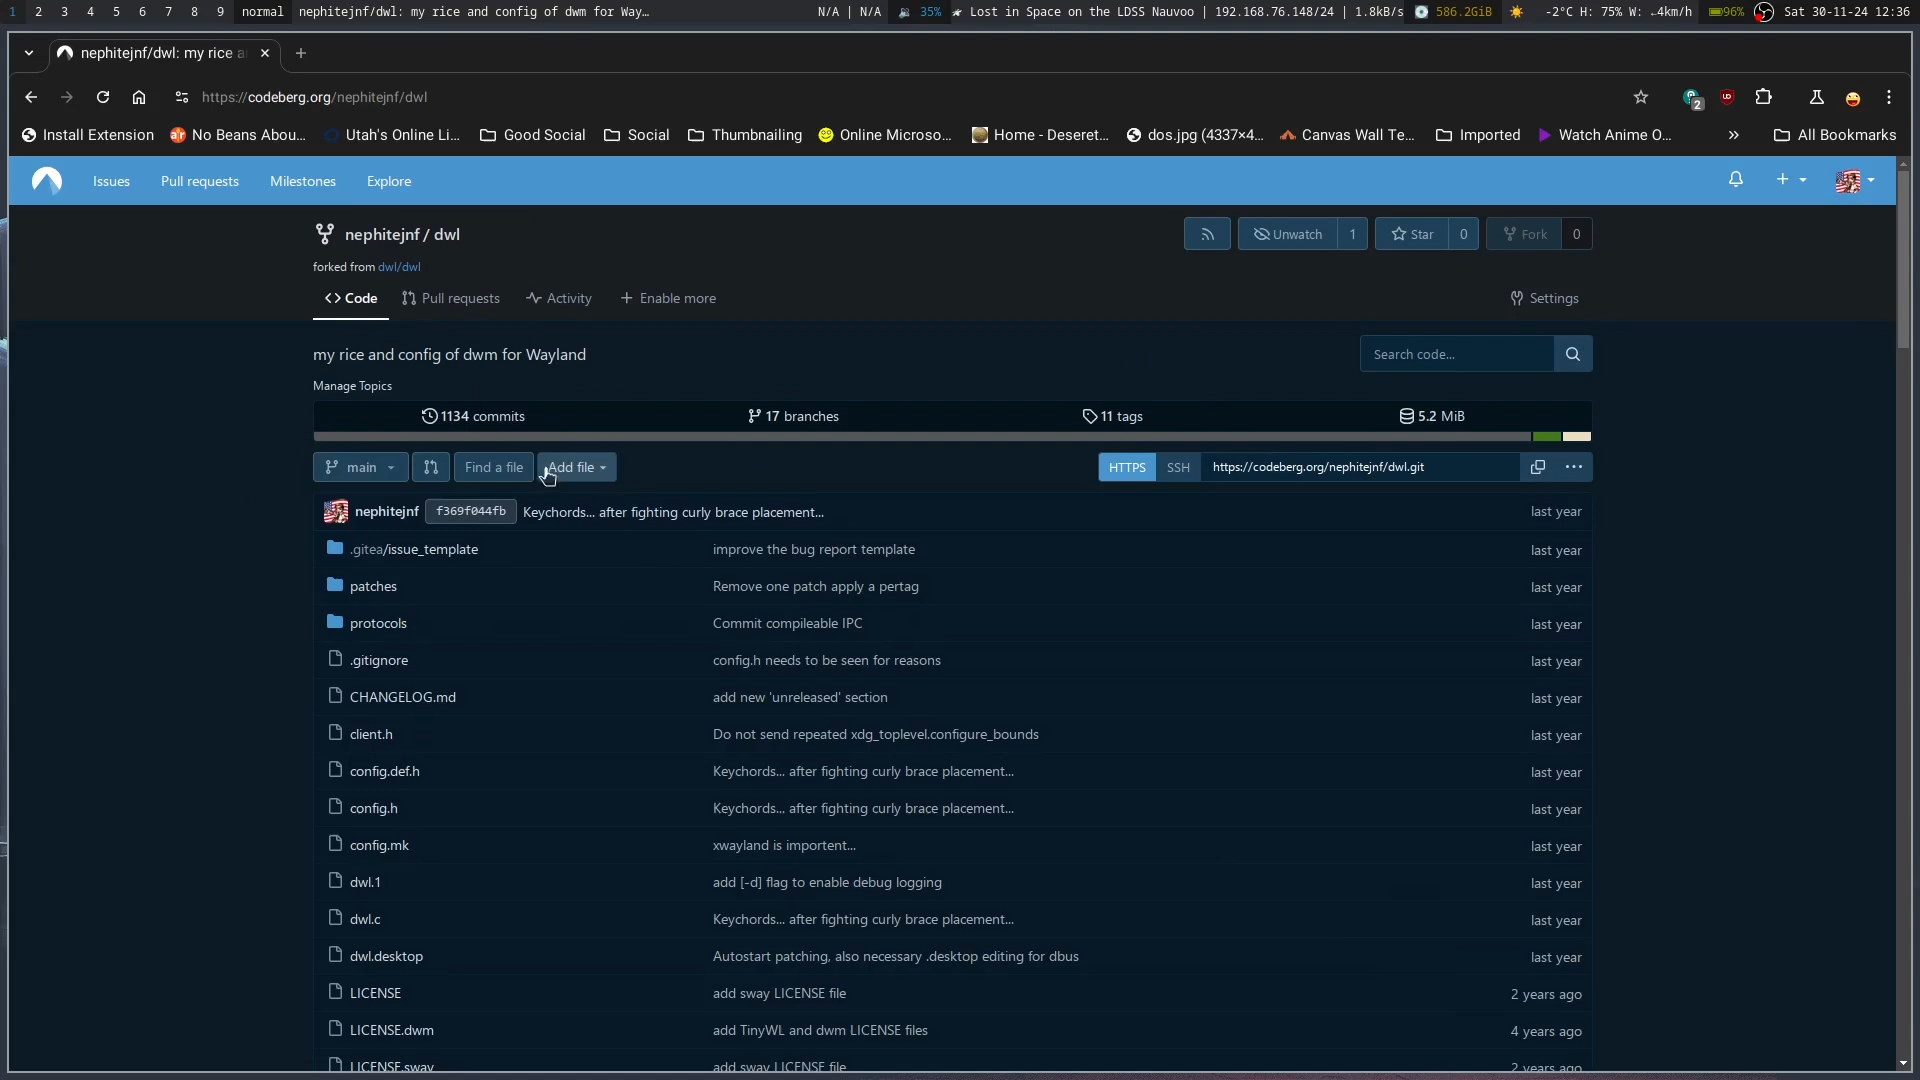 1 2 3 4 5 6 7 8 9 normal nephitejnf/dwl: my rice and config of dwm for Way… N/A | N/A 35% Lost in Space on the LDSS Nauvoo | 192.168.76.148/24 | 1.8kB/s 586.2GiB -2°C H: 75% W: ←4km/h 96% Sat 30-11-24 12:36
nephitejnf/dwl: my rice a
https://codeberg.org/nephitejnf/dwl 2
Install Extension No Beans Abou... Utah's Online Li... Good Social Social Thumbnailing Online Microso... Home - Deseret... dos.jpg (4337×4... Canvas Wall Te... Imported Watch Anime O... » All Bookmarks
Issues Pull requests Milestones Explore
nephitejnf / dwl Unwatch 1 Star 0 Fork 0
forked from dwl/dwl
Code Pull requests Activity Enable more Settings
my rice and config of dwm for Wayland Search code...
Manage Topics
1134 commits 17 branches 11 tags 5.2 MiB
main Find a file Add file HTTPS SSH https://codeberg.org/nephitejnf/dwl.git
nephitejnf f369f044fb Keychords... after fighting curly brace placement... last year
.gitea/issue_template improve the bug report template last year
patches Remove one patch apply a pertag last year
protocols Commit compileable IPC last year
.gitignore config.h needs to be seen for reasons last year
CHANGELOG.md add new 'unreleased' section last year
client.h Do not send repeated xdg_toplevel.configure_bounds last year
config.def.h Keychords... after fighting curly brace placement... last year
config.h Keychords... after fighting curly brace placement... last year
config.mk xwayland is importent... last year
dwl.1 add [-d] flag to enable debug logging last year
dwl.c Keychords... after fighting curly brace placement... last year
dwl.desktop Autostart patching, also necessary .desktop editing for dbus last year
LICENSE add sway LICENSE file 2 years ago
LICENSE.dwm add TinyWL and dwm LICENSE files 4 years ago
LICENSE.sway add sway LICENSE file 2 years ago